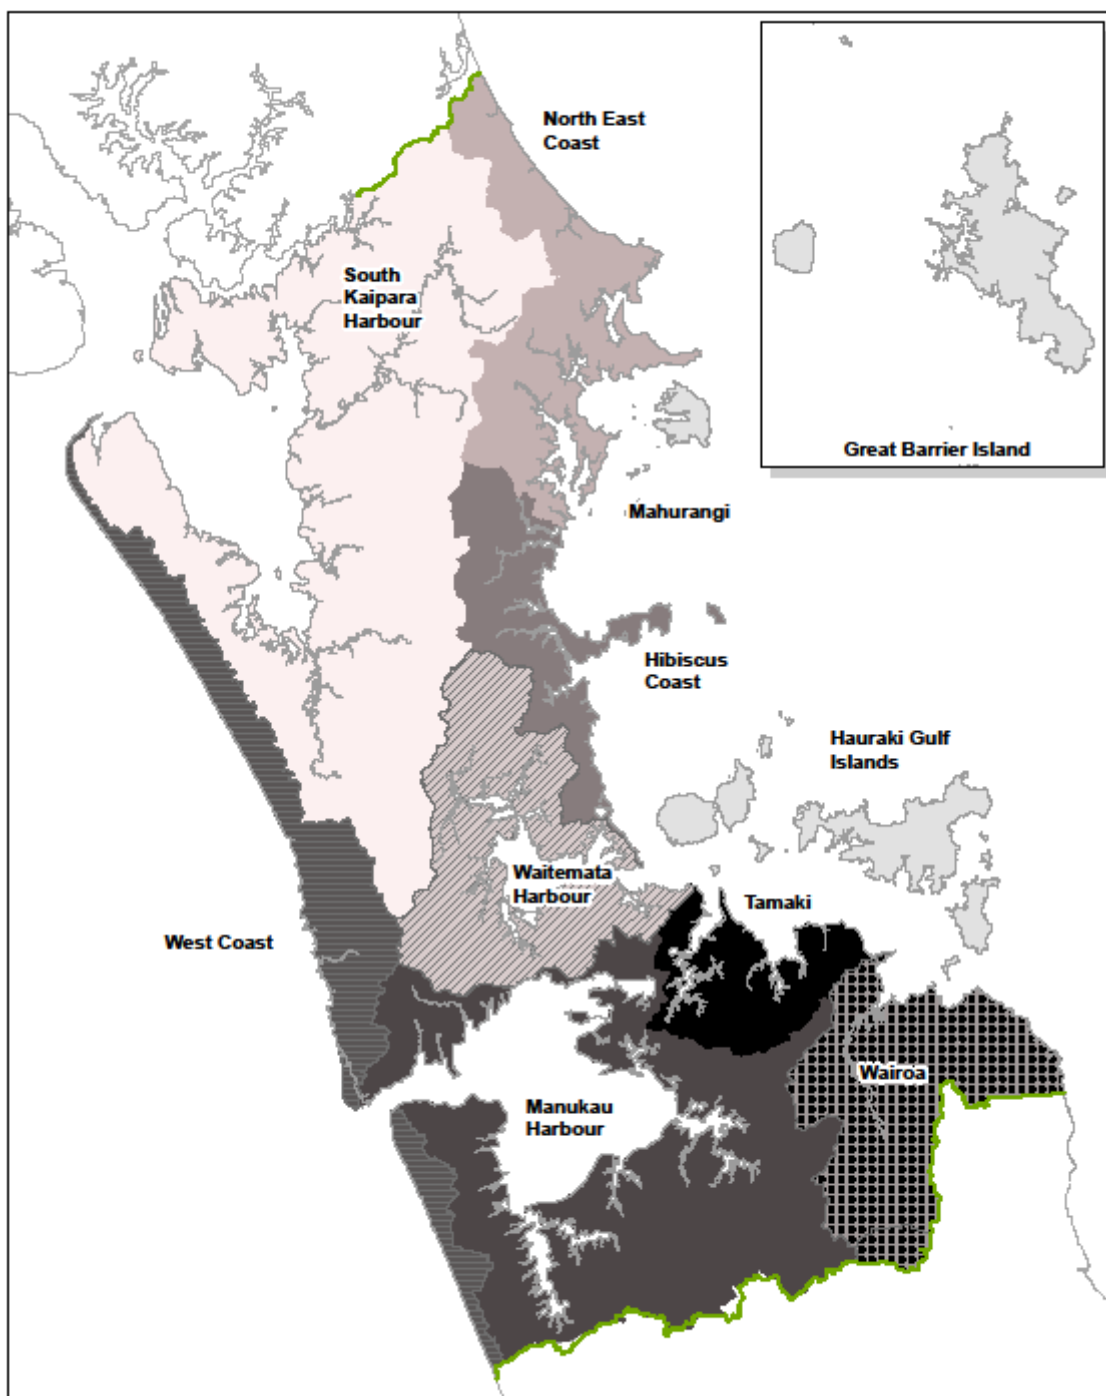 North East
Coast
South
Kaipara
Harbour
Great Barrier Island
Mahurangi
Hibiscus
Coast
Hauraki Gulf
Islands
Waitemata
Harbour
Tamaki
West Coast
Wairoa
Manukau
Harbour